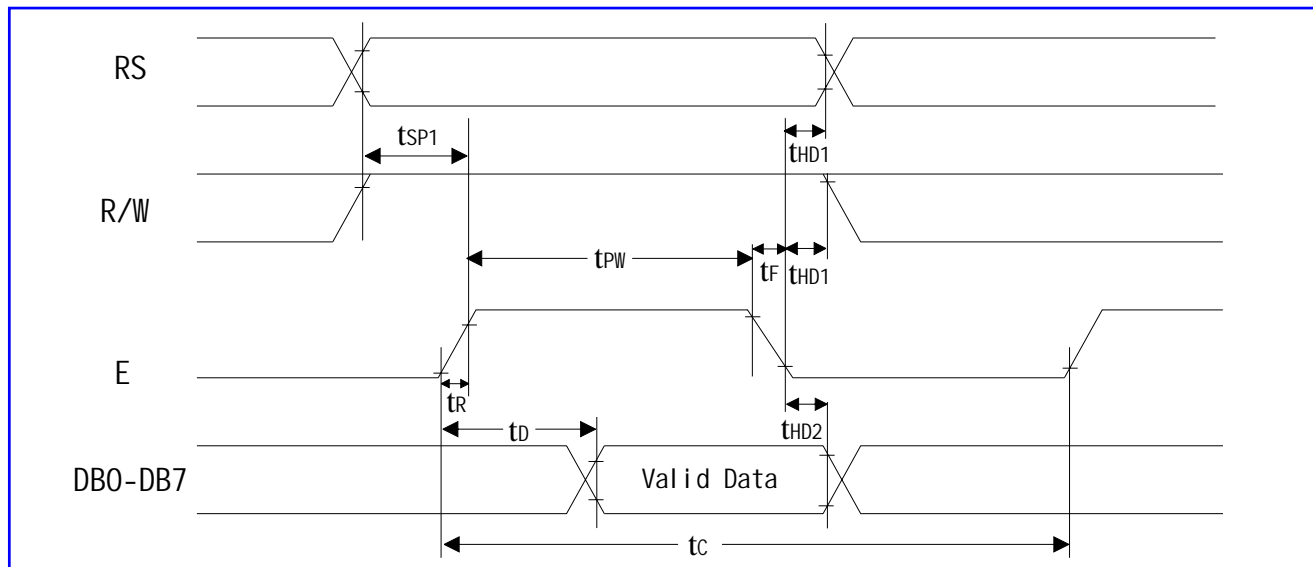 RS
tSP1
tHD1
R/W
tPW
tF
tHD1
E
tR
tD
tHD2
DB0-DB7
Valid Data
tC